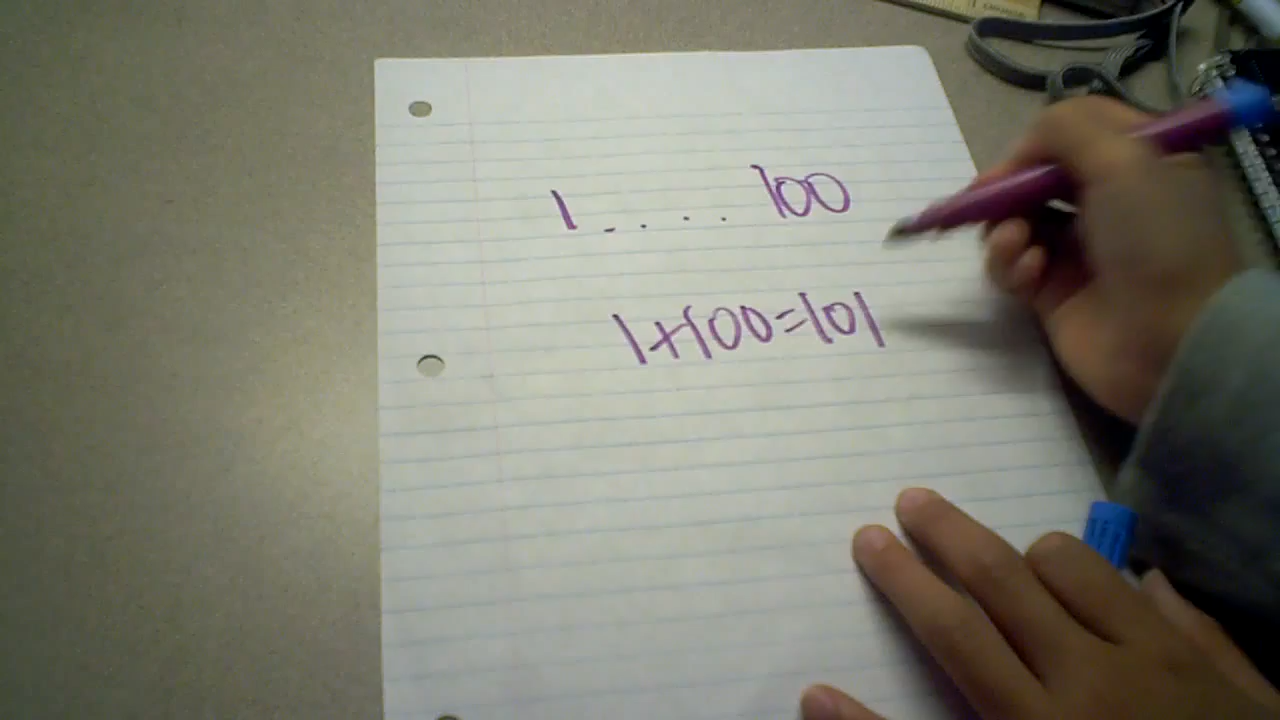 1 . . . . 100
1+100=101